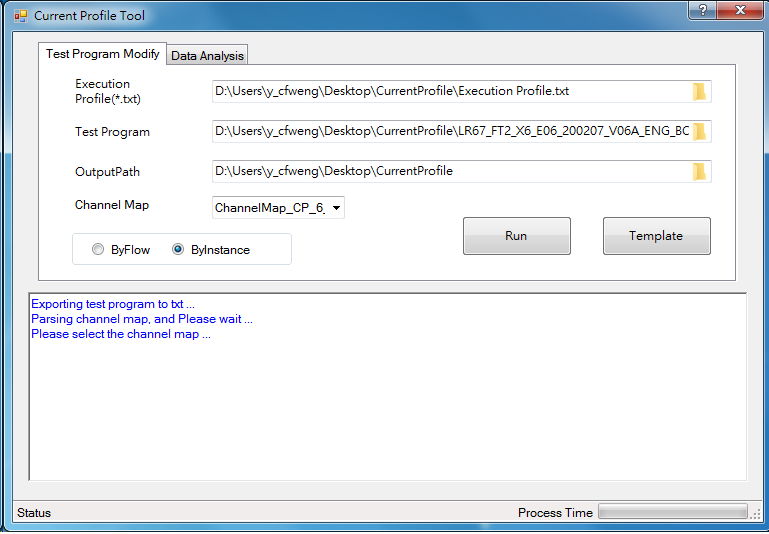 Current Profile Tool
Test Program Modify
Data Analysis
Execution
Profile(*.txt)
D:\Users\y_cfweng\Desktop\CurrentProfile\Execution Profile.txt
Test Program
D:\Users\y_cfweng\Desktop\CurrentProfile\LR67_FT2_X6_E06_200207_V06A_ENG_BC
OutputPath
D:\Users\y_cfweng\Desktop\CurrentProfile
Channel Map
ChannelMap_CP_6_
ByFlow
ByInstance
Run
Template
Exporting test program to txt ...
Parsing channel map, and Please wait ...
Please select the channel map ...
Status
Process Time